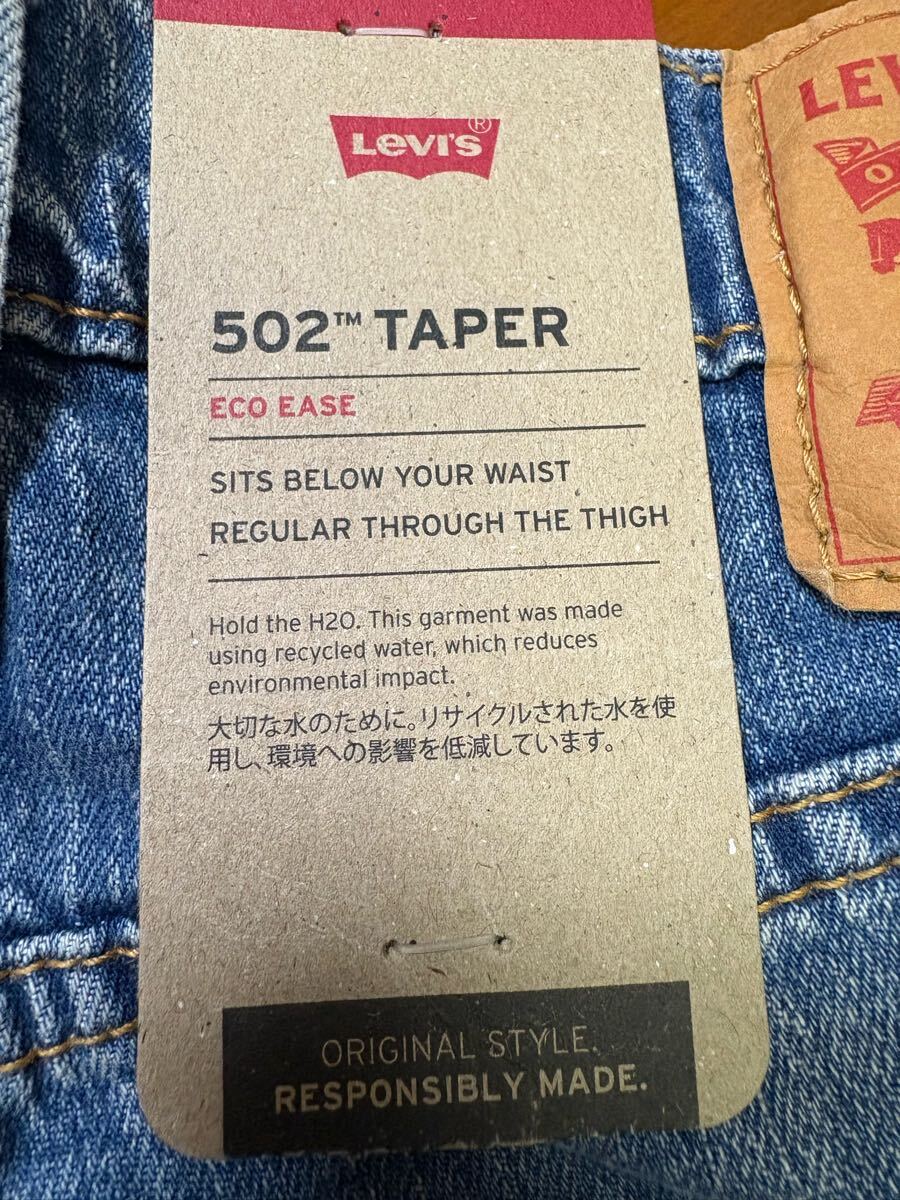 LEVI'S®
502™ TAPER
ECO EASE
SITS BELOW YOUR WAIST
REGULAR THROUGH THE THIGH
Hold the H2O. This garment was made
using recycled water, which reduces
environmental impact.
大切な水のために。リサイクルされた水を使
用し、環境への影響を低減しています。
ORIGINAL STYLE.
RESPONSIBLY MADE.